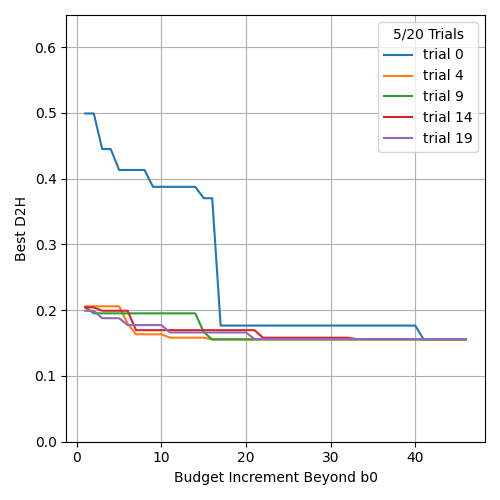 5/20 Trials
trial 0
trial 4
trial 9
trial 14
trial 19
0.6
0.5
0.4
0.3
0.2
0.1
0.0
Best D2H
0 10 20 30 40
Budget Increment Beyond b0